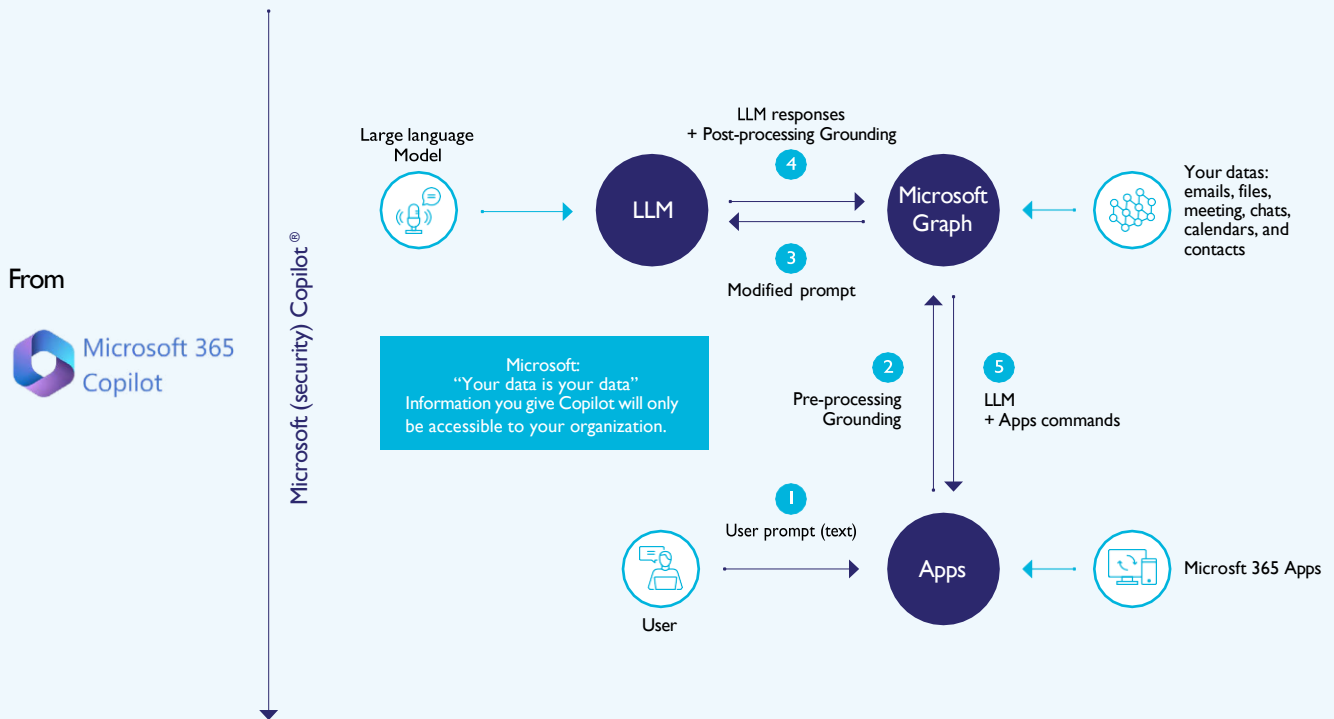 From
Microsoft 365
Copilot
Microsoft (security) Copilot ®
Large language
Model
LLM
LLM responses
+ Post-processing Grounding
4
3
Modified prompt
Microsoft
Graph
Your datas:
emails, files,
meeting, chats,
calendars, and
contacts
Microsoft:
“Your data is your data”
Information you give Copilot will only
be accessible to your organization.
2
Pre-processing
Grounding
5
LLM
+ Apps commands
1
User prompt (text)
User
Apps
Microsft 365 Apps